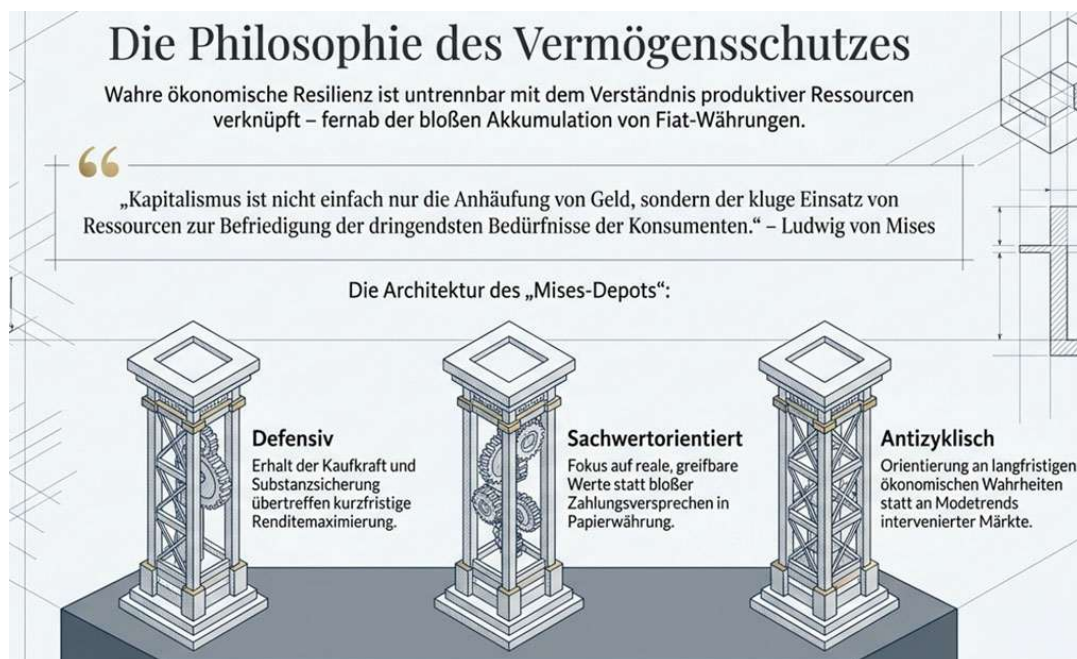 Die Philosophie des Vermögensschutzes
Wahre ökonomische Resilienz ist untrennbar mit dem Verständnis produktiver Ressourcen
verknüpft – fernab der bloßen Akkumulation von Fiat-Währungen.
„Kapitalismus ist nicht einfach nur die Anhäufung von Geld, sondern der kluge Einsatz von
Ressourcen zur Befriedigung der dringendsten Bedürfnisse der Konsumenten.“ – Ludwig von Mises
Die Architektur des „Mises-Depots“:
Defensiv
Erhalt der Kaufkraft und
Substanzsicherung
übertreffen kurzfristige
Renditemaximierung.
Sachwertorientiert
Fokus auf reale, greifbare
Werte statt bloßer
Zahlungsversprechen in
Papierwährung.
Antizyklisch
Orientierung an langfristigen
ökonomischen Wahrheiten
statt an Modetrends
intervenierter Märkte.